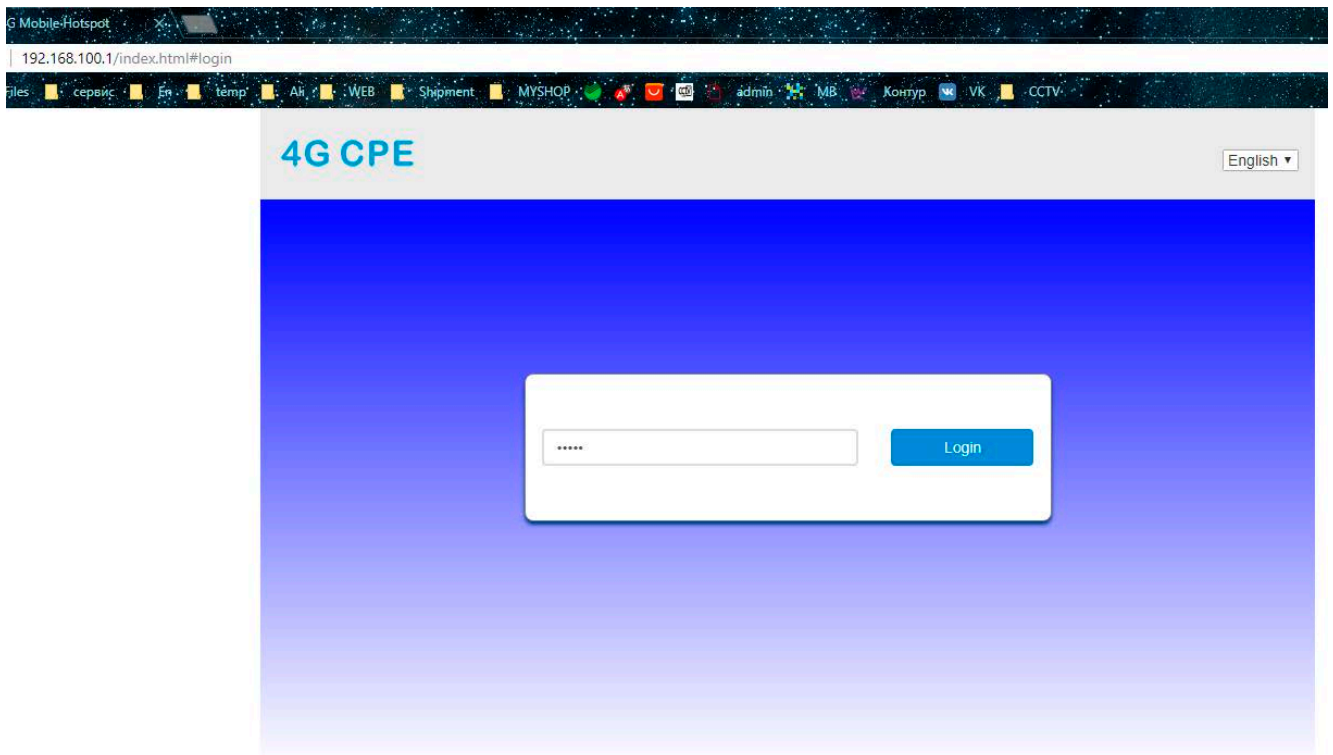 G Mobile-Hotspot
192.168.100.1/index.html#login
Files сервис En temp Ali WEB Shipment MYSHOP admin MB Контур VK CCTV
4G CPE
English
•••••
Login